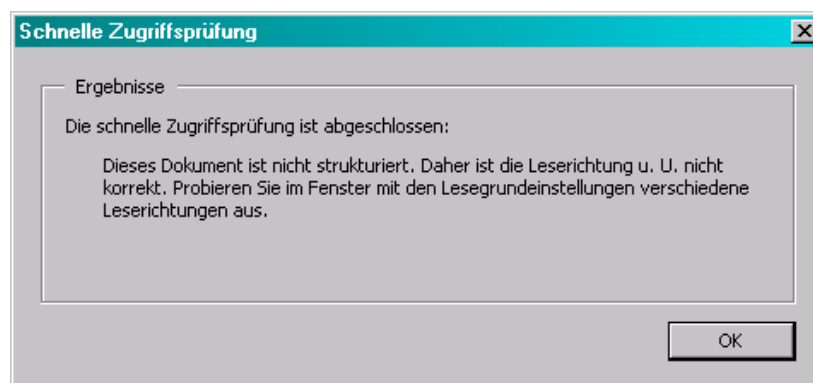 Schnelle Zugriffsprüfung
Ergebnisse
Die schnelle Zugriffsprüfung ist abgeschlossen:
Dieses Dokument ist nicht strukturiert. Daher ist die Leserichtung u. U. nicht
korrekt. Probieren Sie im Fenster mit den Lesegrundeinstellungen verschiedene
Leserichtungen aus.
OK